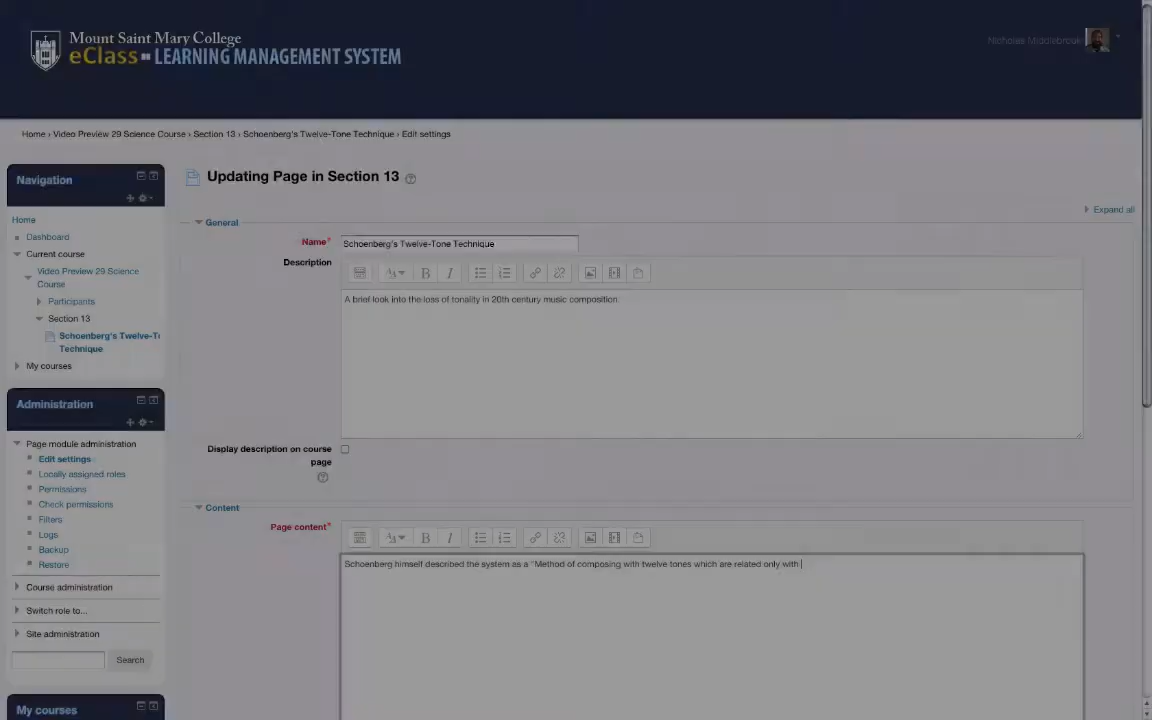 Mount Saint Mary College
eClass LEARNING MANAGEMENT SYSTEM
Nicholas Middlebrook
Home › Video Preview 29 Science Course › Section 13 › Schoenberg's Twelve-Tone Technique › Edit settings
Navigation
Home
Dashboard
Current course
Video Preview 29 Science
Course
Participants
Section 13
Schoenberg's Twelve-T
Technique
My courses
Administration
Page module administration
Edit settings
Locally assigned roles
Permissions
Check permissions
Filters
Logs
Backup
Restore
Course administration
Switch role to...
Site administration
Search
My courses
Updating Page in Section 13
Expand all
General
Name*
Schoenberg's Twelve-Tone Technique
Description
A brief look into the loss of tonality in 20th century music composition.
Display description on course
page
Content
Page content*
Schoenberg himself described the system as a "Method of composing with twelve tones which are related only with